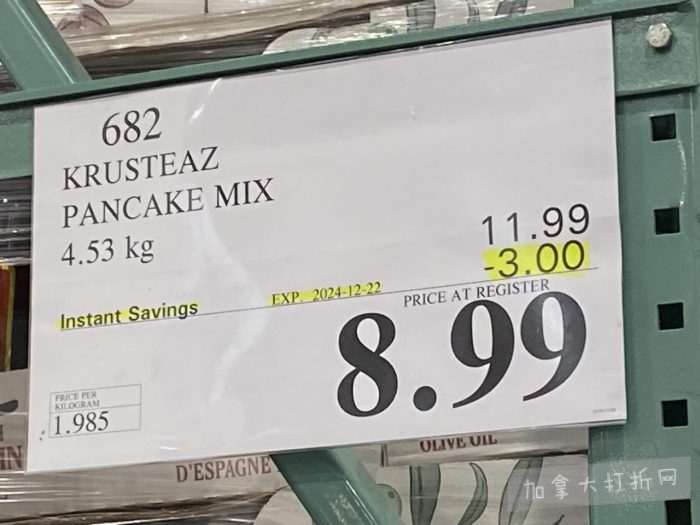 682
KRUSTEAZ
PANCAKE MIX
4.53 kg
11.99
-3.00
Instant Savings
EXP. 2024-12-22
PRICE AT REGISTER
8.99
PRICE PER
KILOGRAM
1.985
IN
D'ESPAGNE
OLIVE OIL
加拿大打折网